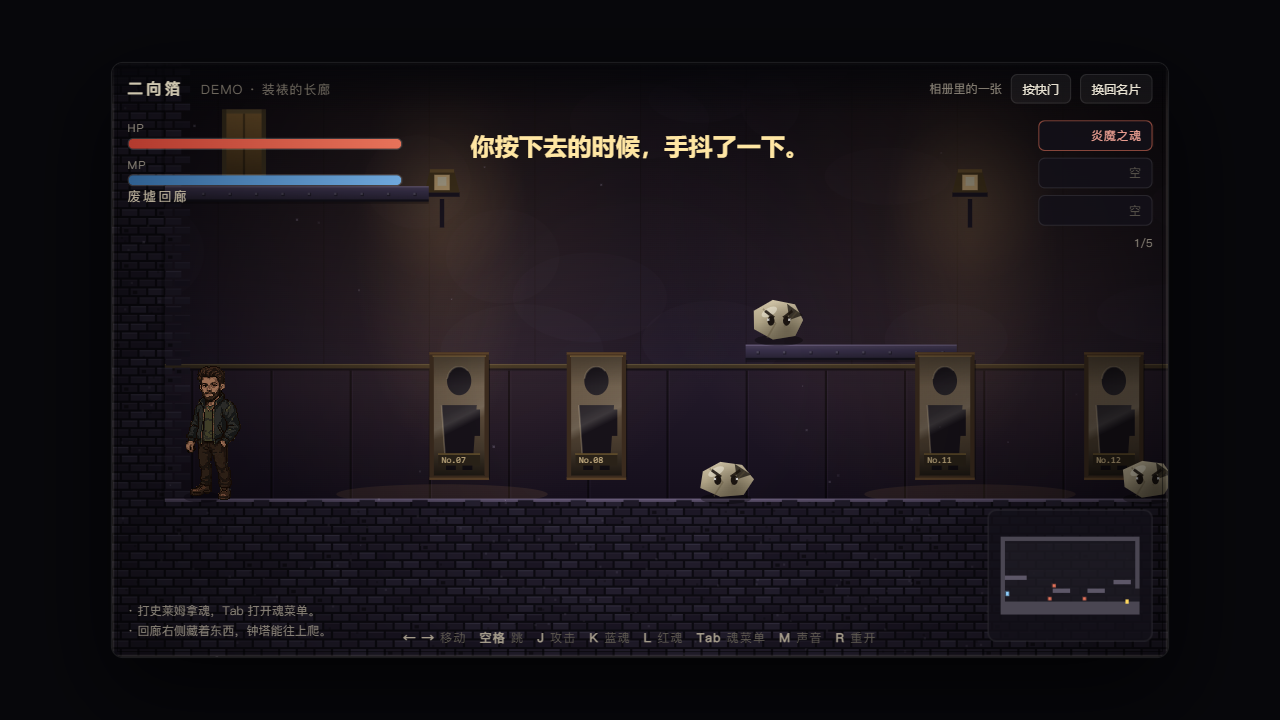 二向箔 DEMO · 装裱的长廊
相册里的一张 按快门 换回名片
HP
MP
废墟回廊
你按下去的时候，手抖了一下。
炎魔之魂
空
空
1/5
No.07
No.08
No.11
No.12
· 打史莱姆拿魂，Tab 打开魂菜单。
· 回廊右侧藏着东西，钟塔能往上爬。
← → 移动 空格 跳 J 攻击 K 蓝魂 L 红魂 Tab 魂菜单 M 声音 R 重开